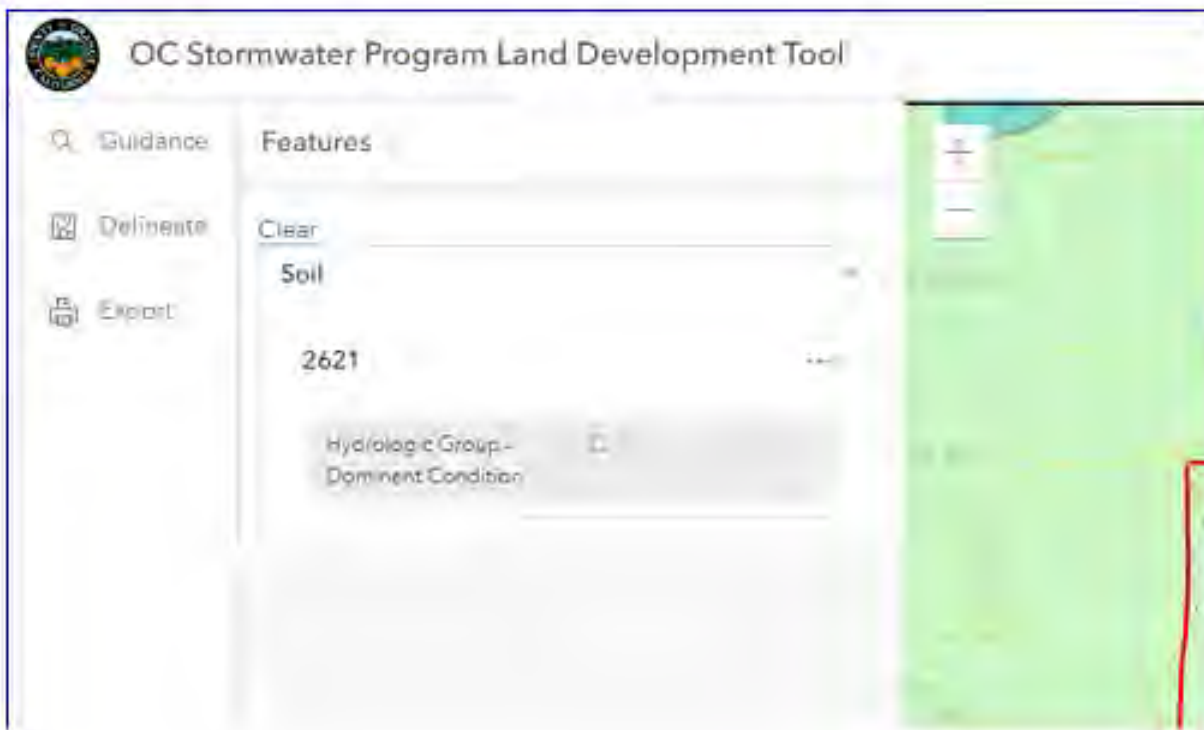 OC Stormwater Program Land Development Tool
Guidance
Features
Delineate
Clear
Soil
Export
2621
Hydrologic Group -
Dominent Condition